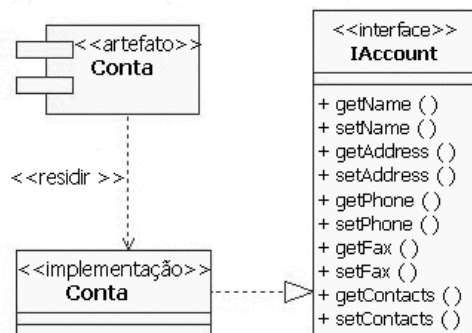 <<artefato>>
Conta
<<residir >>
<<implementação>>
Conta
<<interface>>
IAccount
+ getName ( )
+ setName ( )
+ getAddress ( )
+ setAddress ( )
+ getPhone ( )
+ setPhone ( )
+ getFax ( )
+ setFax ( )
+ getContacts ( )
+ setContacts ( )